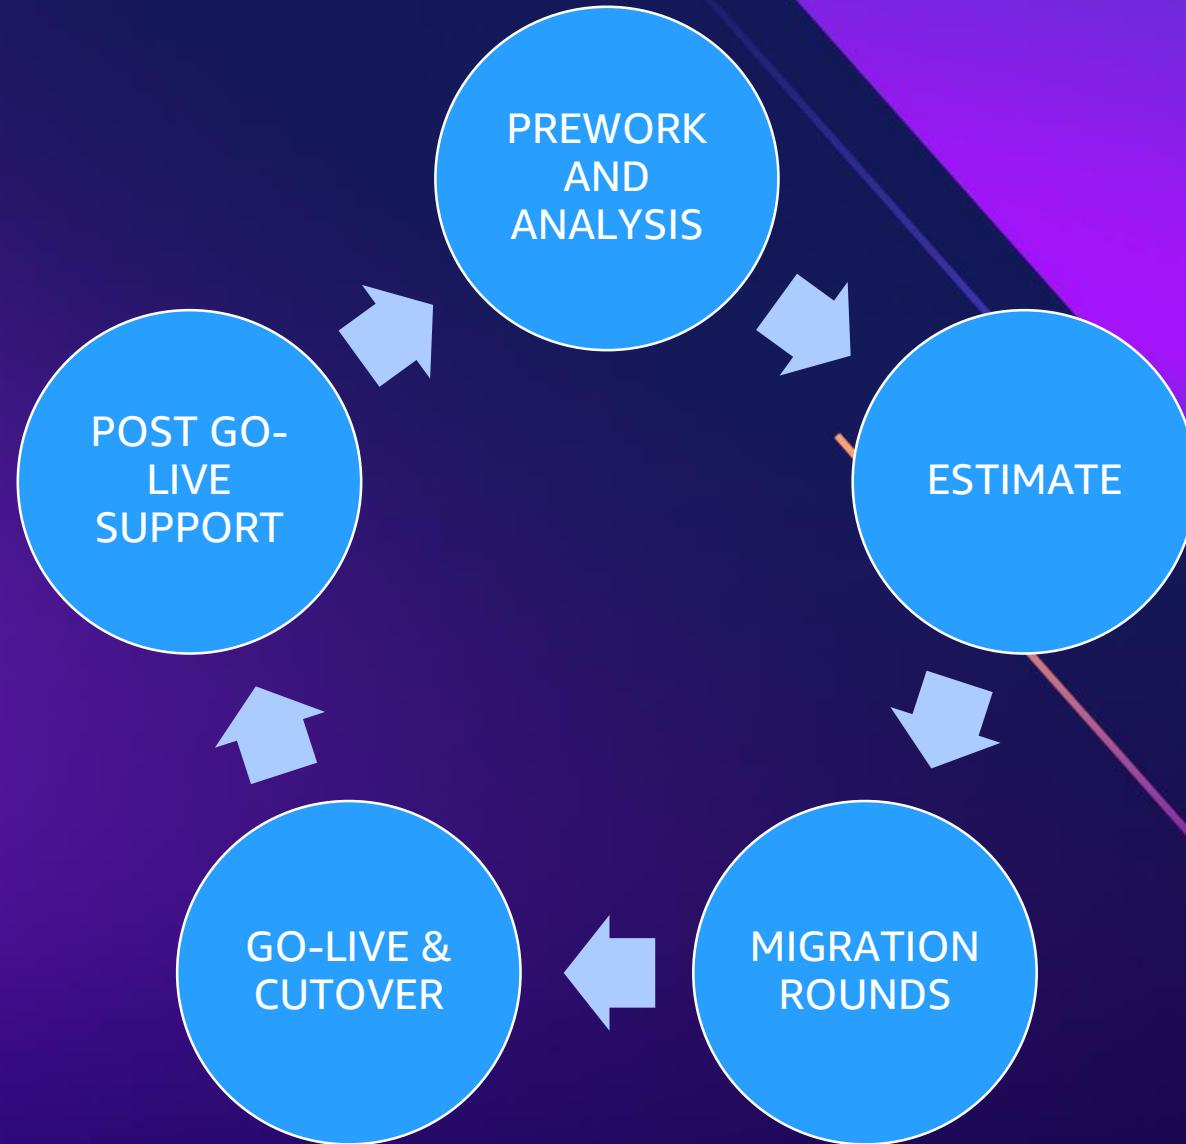 PREWORK
AND
ANALYSIS
ESTIMATE
MIGRATION
ROUNDS
GO-LIVE &
CUTOVER
POST GO-
LIVE
SUPPORT